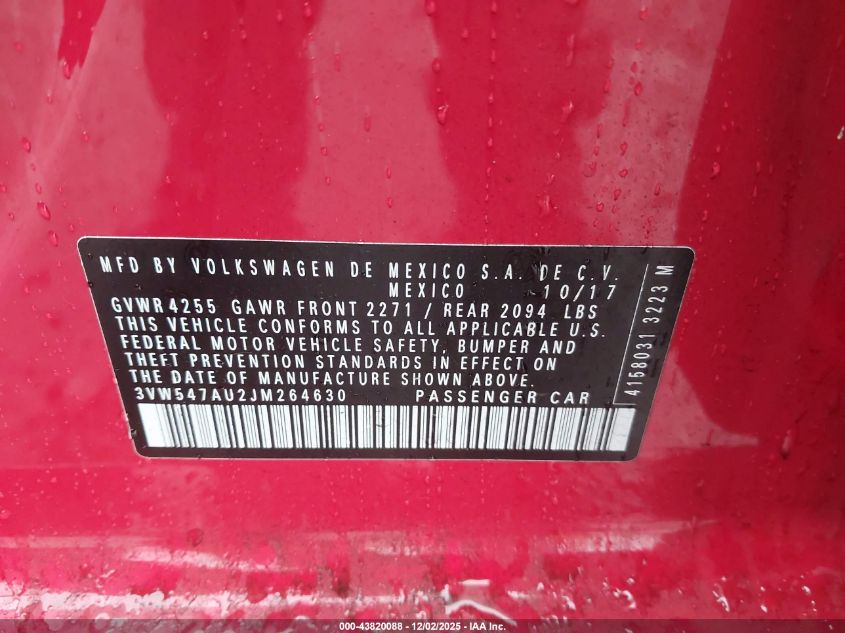 MFD BY VOLKSWAGEN DE MEXICO S.A. DE C.V.
MEXICO 10/17
GVWR4255 GAWR FRONT 2271 / REAR 2094 LBS
THIS VEHICLE CONFORMS TO ALL APPLICABLE U.S.
FEDERAL MOTOR VEHICLE SAFETY, BUMPER AND
THEFT PREVENTION STANDARDS IN EFFECT ON
THE DATE OF MANUFACTURE SHOWN ABOVE.
3VW547AU2JM264630 PASSENGER CAR
4158031 3223 M
000-43820088 - 12/02/2025 - IAA Inc.